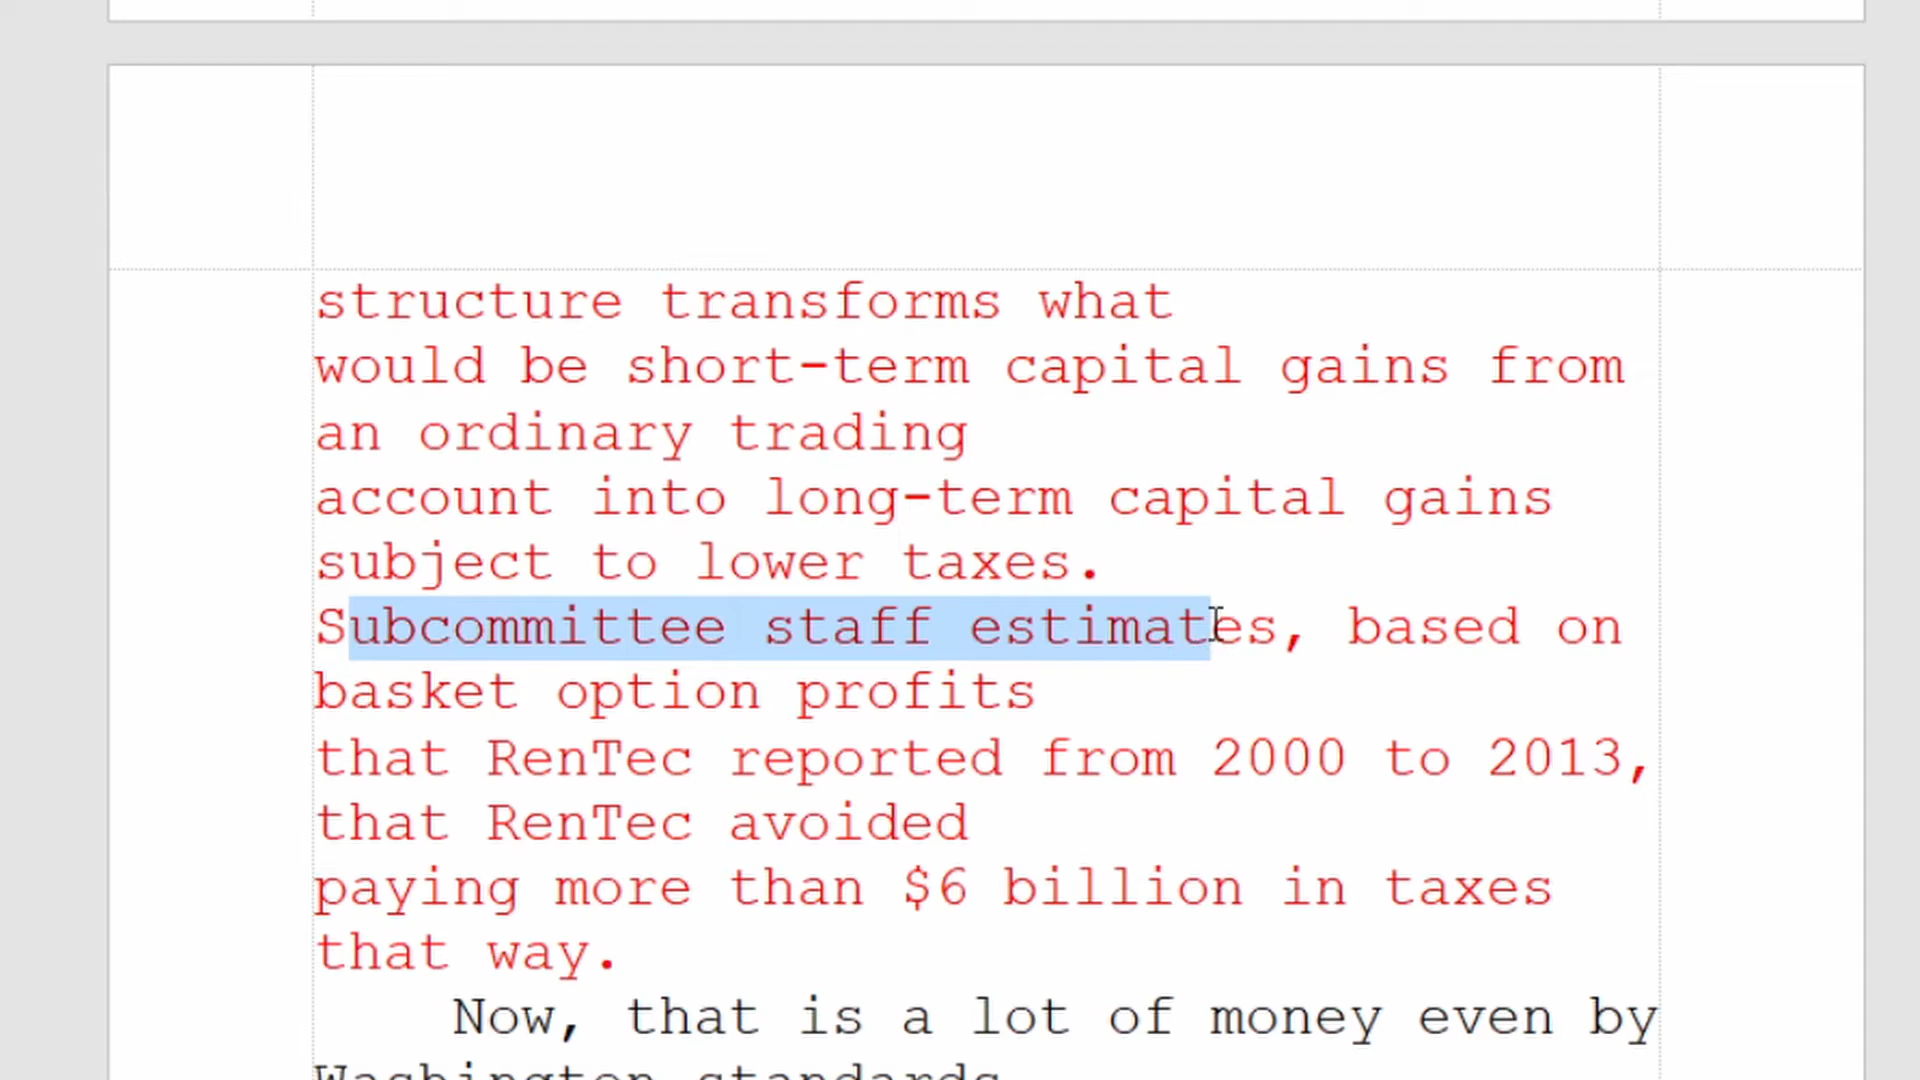 structure transforms what
would be short-term capital gains from
an ordinary trading
account into long-term capital gains
subject to lower taxes.
Subcommittee staff estimates, based on
basket option profits
that RenTec reported from 2000 to 2013,
that RenTec avoided
paying more than $6 billion in taxes
that way.
Now, that is a lot of money even by
Washington standards